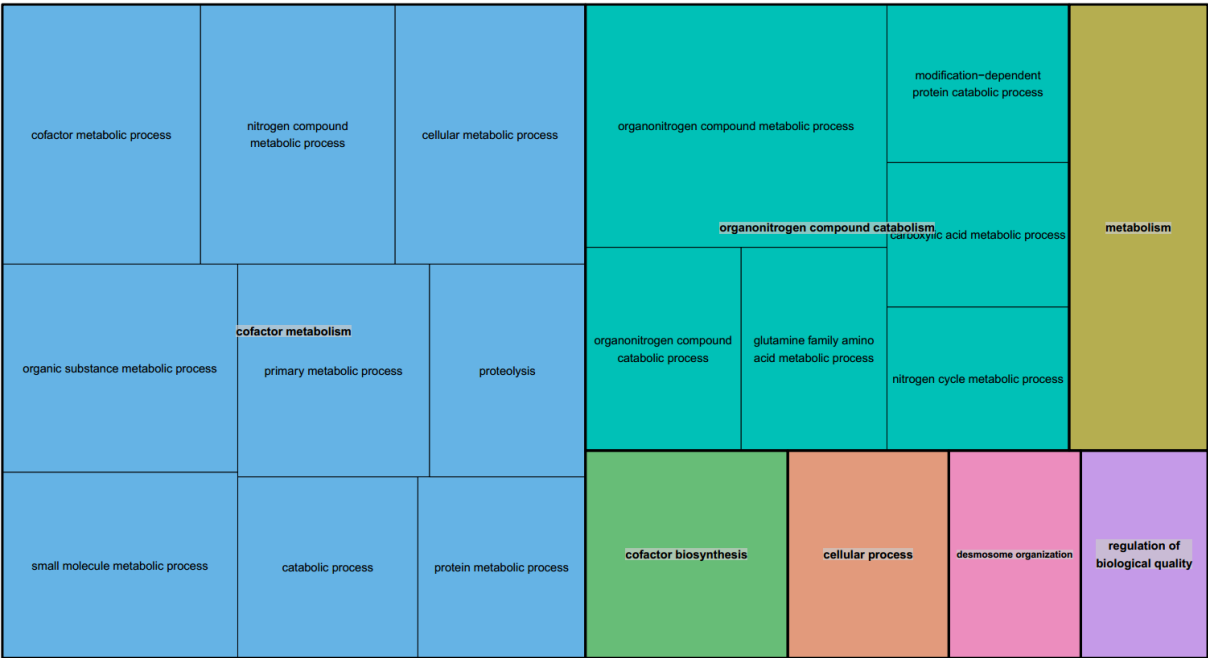 cofactor metabolic process
nitrogen compound
metabolic process
cellular metabolic process
organic substance metabolic process
cofactor metabolism
primary metabolic process
proteolysis
small molecule metabolic process
catabolic process
protein metabolic process
organonitrogen compound metabolic process
modification−dependent
protein catabolic process
organonitrogen compound catabolism
carboxylic acid metabolic process
organonitrogen compound
catabolic process
glutamine family amino
acid metabolic process
nitrogen cycle metabolic process
metabolism
cofactor biosynthesis
cellular process
desmosome organization
regulation of
biological quality